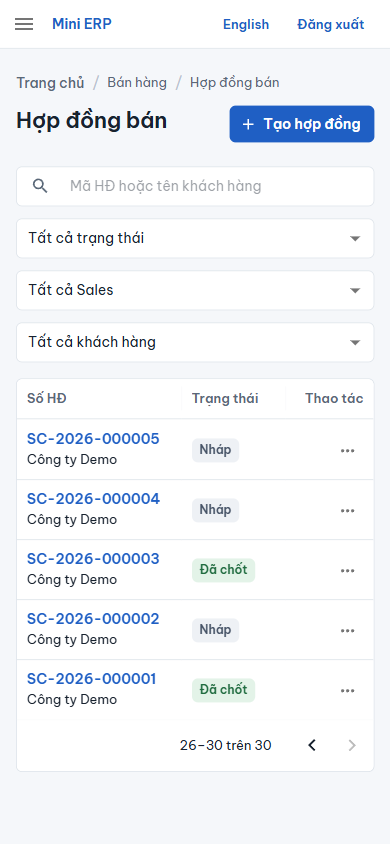 Mini ERP English Đăng xuất
Trang chủ / Bán hàng / Hợp đồng bán
Hợp đồng bán
+ Tạo hợp đồng
Mã HĐ hoặc tên khách hàng
Tất cả trạng thái
Tất cả Sales
Tất cả khách hàng
Số HĐ Trạng thái Thao tác
SC-2026-000005
Công ty Demo
Nháp
SC-2026-000004
Công ty Demo
Nháp
SC-2026-000003
Công ty Demo
Đã chốt
SC-2026-000002
Công ty Demo
Nháp
SC-2026-000001
Công ty Demo
Đã chốt
26–30 trên 30